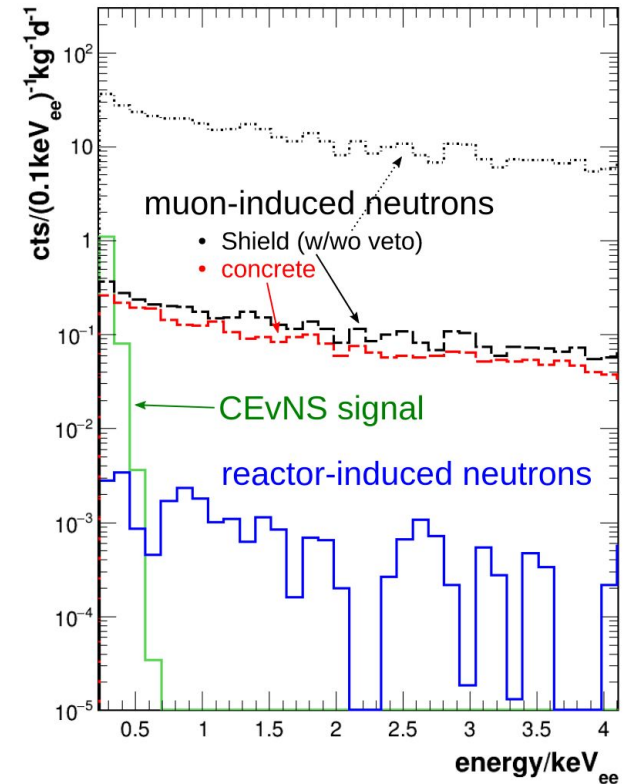 cts/(0.1keVee)⁻¹kg⁻¹d⁻¹
10²
10
1
10⁻¹
10⁻²
10⁻³
10⁻⁴
10⁻⁵
muon-induced neutrons
• Shield (w/wo veto)
• concrete
CEvNS signal
reactor-induced neutrons
0.5 1 1.5 2 2.5 3 3.5 4
energy/keVee